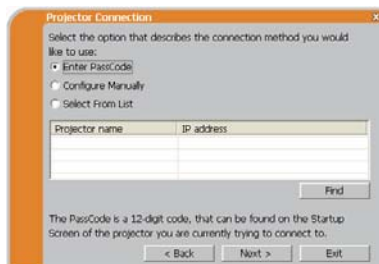 Projector Connection
Select the option that describes the connection method you would
like to use:
Enter PassCode
Configure Manually
Select From List
Projector name IP address
Find
The PassCode is a 12-digit code, that can be found on the Startup
Screen of the projector you are currently trying to connect to.
< Back Next > Exit